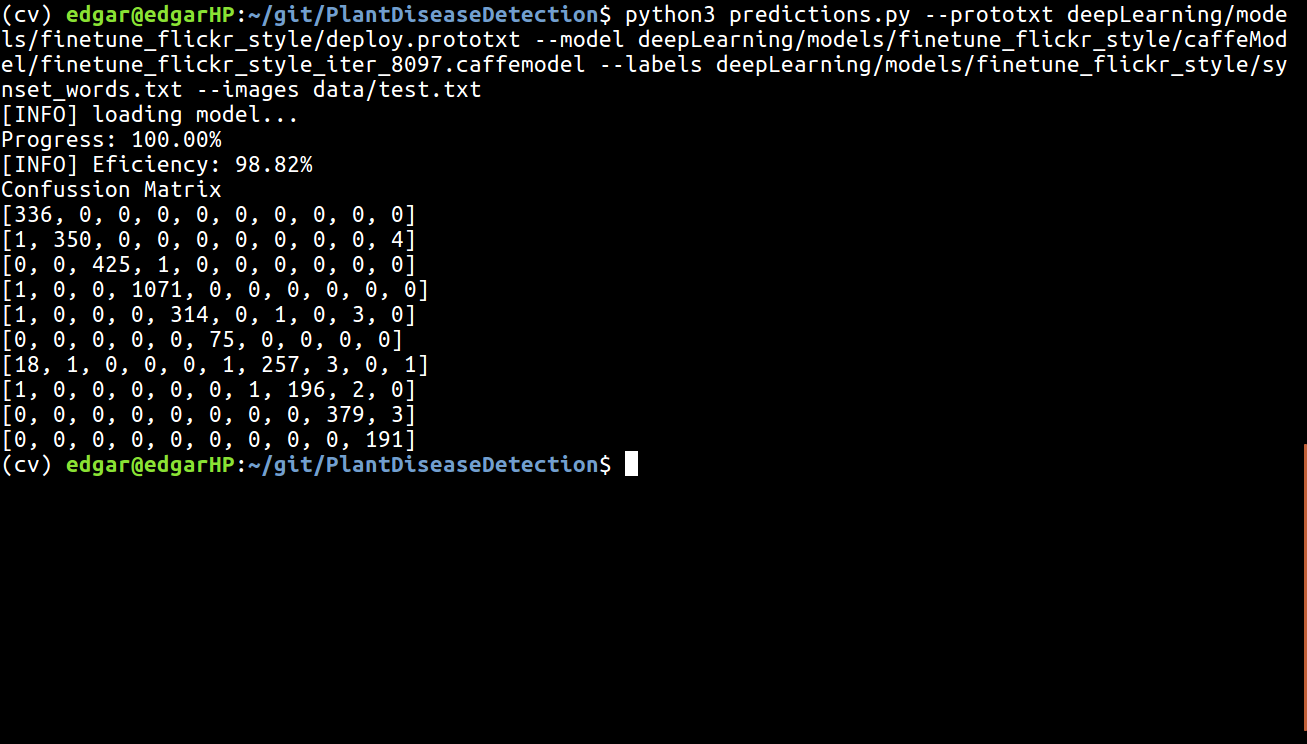 (cv) edgar@edgarHP:~/git/PlantDiseaseDetection$ python3 predictions.py --prototxt deepLearning/mode
ls/finetune_flickr_style/deploy.prototxt --model deepLearning/models/finetune_flickr_style/caffeMod
el/finetune_flickr_style_iter_8097.caffemodel --labels deepLearning/models/finetune_flickr_style/sy
nset_words.txt --images data/test.txt
[INFO] loading model...
Progress: 100.00%
[INFO] Eficiency: 98.82%
Confussion Matrix
[336, 0, 0, 0, 0, 0, 0, 0, 0, 0]
[1, 350, 0, 0, 0, 0, 0, 0, 0, 4]
[0, 0, 425, 1, 0, 0, 0, 0, 0, 0]
[1, 0, 0, 1071, 0, 0, 0, 0, 0, 0]
[1, 0, 0, 0, 314, 0, 1, 0, 3, 0]
[0, 0, 0, 0, 0, 75, 0, 0, 0, 0]
[18, 1, 0, 0, 0, 1, 257, 3, 0, 1]
[1, 0, 0, 0, 0, 0, 1, 196, 2, 0]
[0, 0, 0, 0, 0, 0, 0, 0, 379, 3]
[0, 0, 0, 0, 0, 0, 0, 0, 0, 191]
(cv) edgar@edgarHP:~/git/PlantDiseaseDetection$